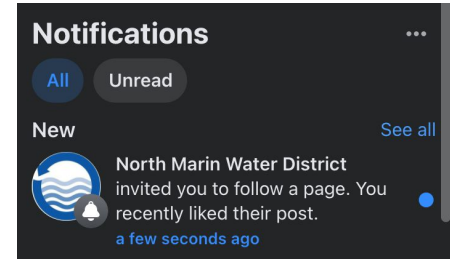 Notifications
All
Unread
New
See all
North Marin Water District
invited you to follow a page. You
recently liked their post.
a few seconds ago